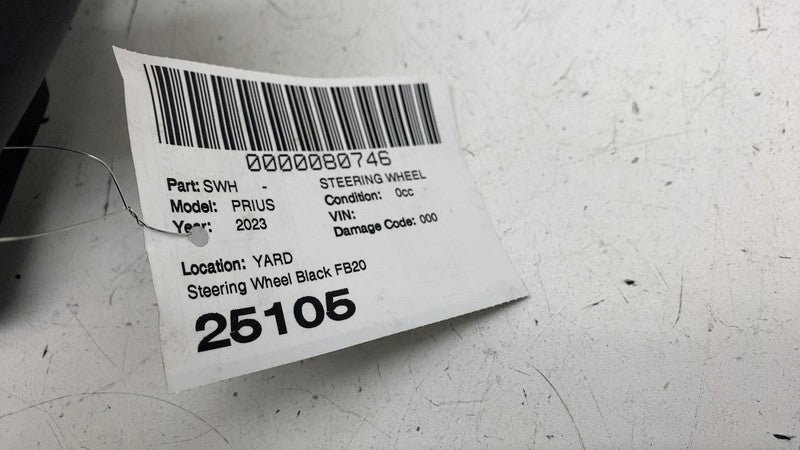 0000080746
Part: SWH - STEERING WHEEL
Model: PRIUS Condition: 0cc
Year: 2023 VIN:
Damage Code: 000
Location: YARD
Steering Wheel Black FB20
25105